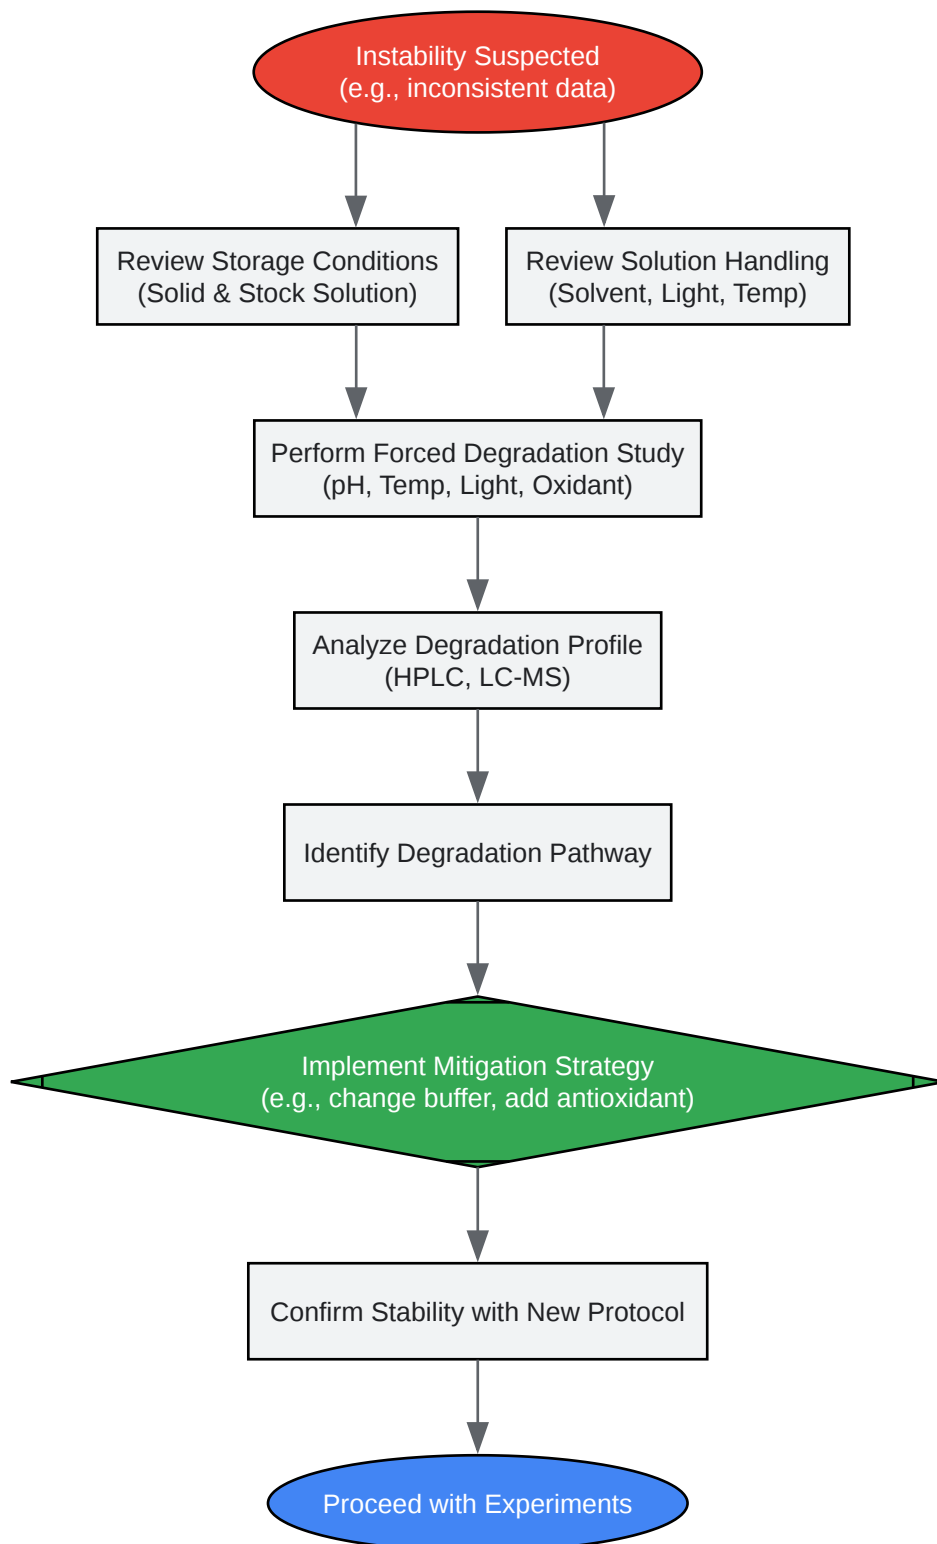 Instability Suspected
(e.g., inconsistent data)
Review Storage Conditions
(Solid & Stock Solution)
Review Solution Handling
(Solvent, Light, Temp)
Perform Forced Degradation Study
(pH, Temp, Light, Oxidant)
Analyze Degradation Profile
(HPLC, LC-MS)
Identify Degradation Pathway
Implement Mitigation Strategy
(e.g., change buffer, add antioxidant)
Confirm Stability with New Protocol
Proceed with Experiments